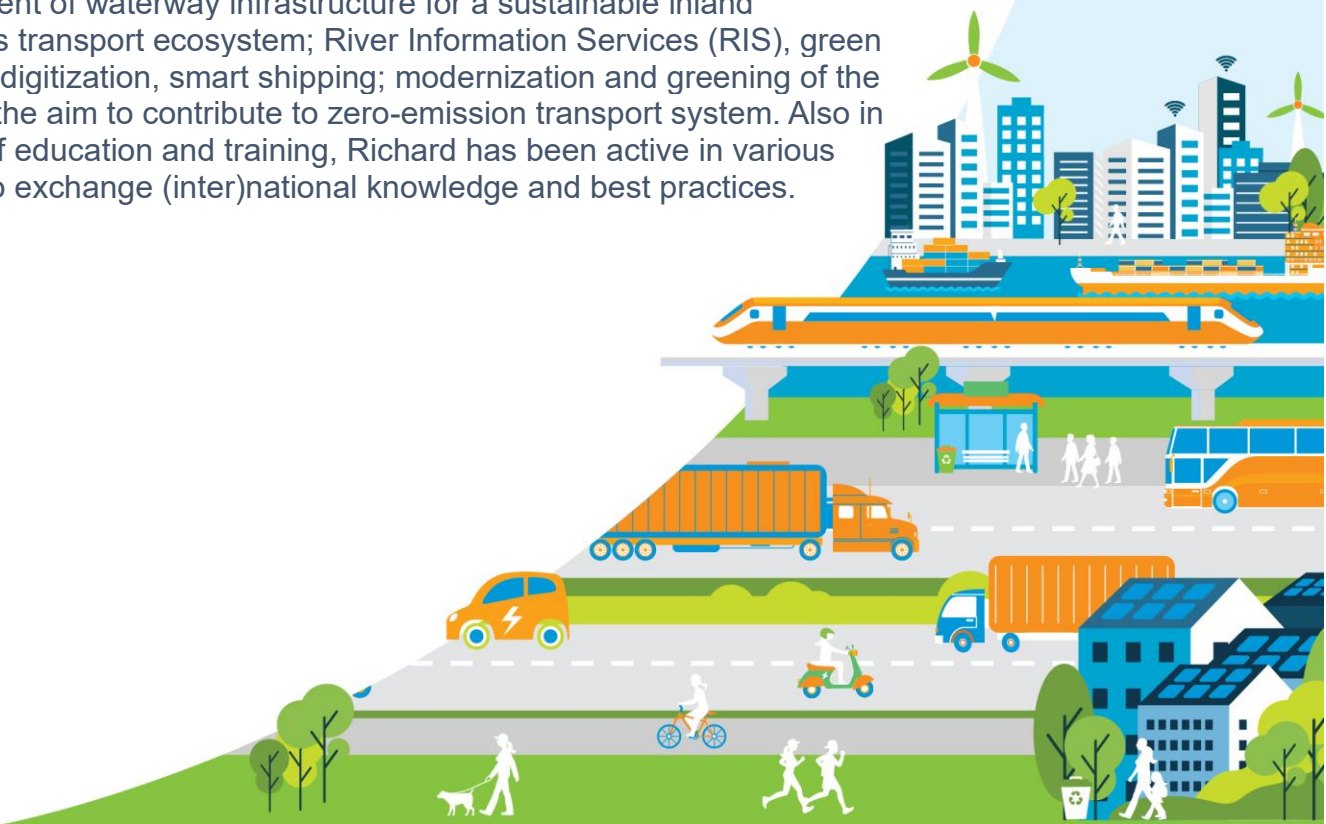 ent of waterway infrastructure for a sustainable inland
s transport ecosystem; River Information Services (RIS), green
digitization, smart shipping; modernization and greening of the
the aim to contribute to zero-emission transport system. Also in
f education and training, Richard has been active in various
o exchange (inter)national knowledge and best practices.